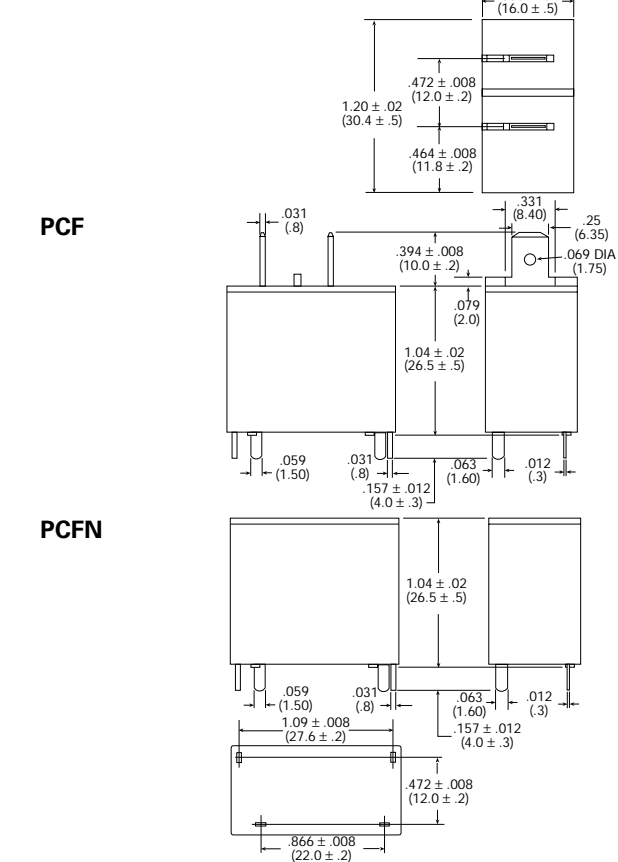 (16.0 ± .5)
.472 ± .008
(12.0 ± .2)
1.20 ± .02
(30.4 ± .5)
.464 ± .008
(11.8 ± .2)
PCF
.031
(.8)
.331
(8.40)
.25
(6.35)
.394 ± .008
(10.0 ± .2)
.069 DIA
(1.75)
.079
(2.0)
1.04 ± .02
(26.5 ± .5)
.059
(1.50)
.031
(.8)
.063
(1.60)
.012
(.3)
.157 ± .012
(4.0 ± .3)
PCFN
1.04 ± .02
(26.5 ± .5)
.059
(1.50)
.031
(.8)
.063
(1.60)
.012
(.3)
1.09 ± .008
(27.6 ± .2)
.157 ± .012
(4.0 ± .3)
.472 ± .008
(12.0 ± .2)
.866 ± .008
(22.0 ± .2)